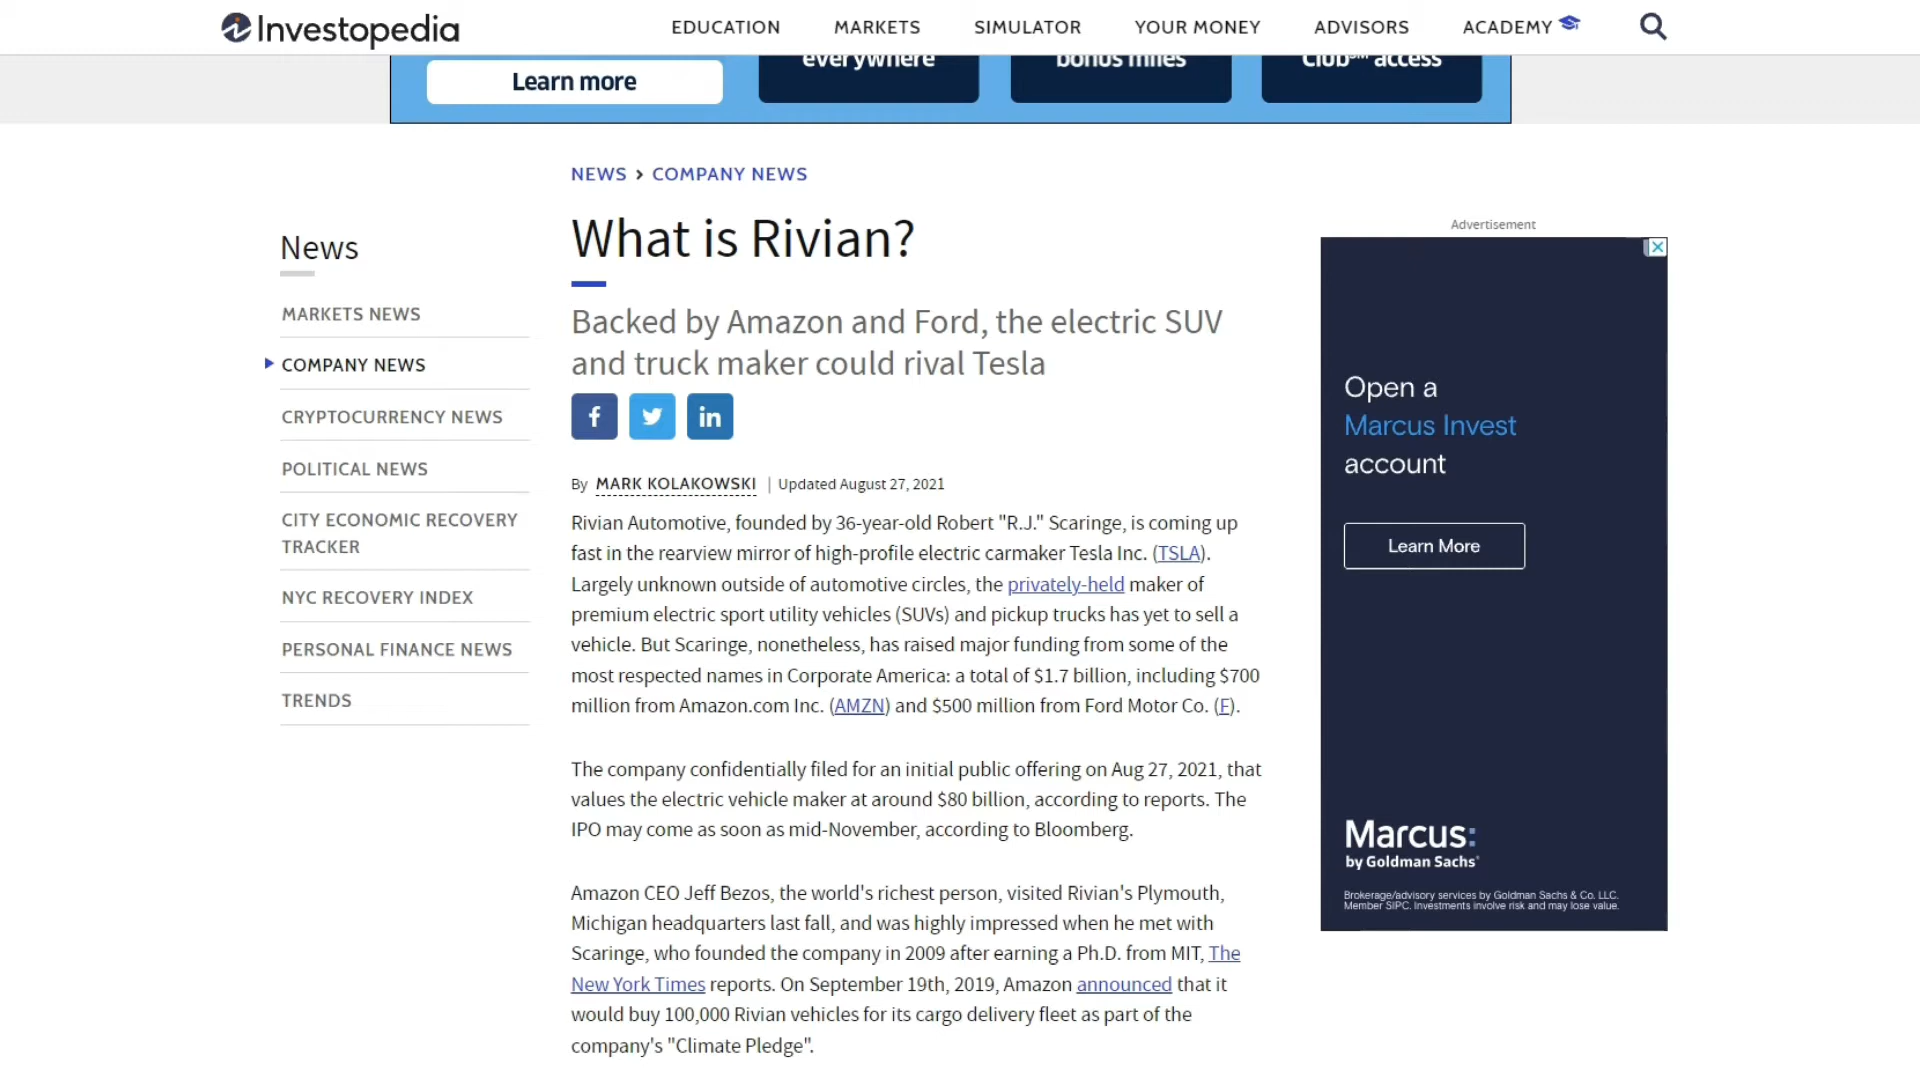 Investopedia
EDUCATION
MARKETS
SIMULATOR
YOUR MONEY
ADVISORS
ACADEMY
Learn more
everywhere
bonus miles
Club℠ access
NEWS > COMPANY NEWS
News
MARKETS NEWS
COMPANY NEWS
CRYPTOCURRENCY NEWS
POLITICAL NEWS
CITY ECONOMIC RECOVERY
TRACKER
NYC RECOVERY INDEX
PERSONAL FINANCE NEWS
TRENDS
What is Rivian?
Backed by Amazon and Ford, the electric SUV
and truck maker could rival Tesla
f
in
By MARK KOLAKOWSKI | Updated August 27, 2021
Rivian Automotive, founded by 36-year-old Robert "R.J." Scaringe, is coming up
fast in the rearview mirror of high-profile electric carmaker Tesla Inc. (TSLA).
Largely unknown outside of automotive circles, the privately-held maker of
premium electric sport utility vehicles (SUVs) and pickup trucks has yet to sell a
vehicle. But Scaringe, nonetheless, has raised major funding from some of the
most respected names in Corporate America: a total of $1.7 billion, including $700
million from Amazon.com Inc. (AMZN) and $500 million from Ford Motor Co. (F).
The company confidentially filed for an initial public offering on Aug 27, 2021, that
values the electric vehicle maker at around $80 billion, according to reports. The
IPO may come as soon as mid-November, according to Bloomberg.
Amazon CEO Jeff Bezos, the world's richest person, visited Rivian's Plymouth,
Michigan headquarters last fall, and was highly impressed when he met with
Scaringe, who founded the company in 2009 after earning a Ph.D. from MIT, The
New York Times reports. On September 19th, 2019, Amazon announced that it
would buy 100,000 Rivian vehicles for its cargo delivery fleet as part of the
company's "Climate Pledge".
Advertisement
Open a
Marcus Invest
account
Learn More
Marcus:
by Goldman Sachs®
Brokerage/advisory services by Goldman Sachs & Co. LLC.
Member SIPC. Investments involve risk and may lose value.